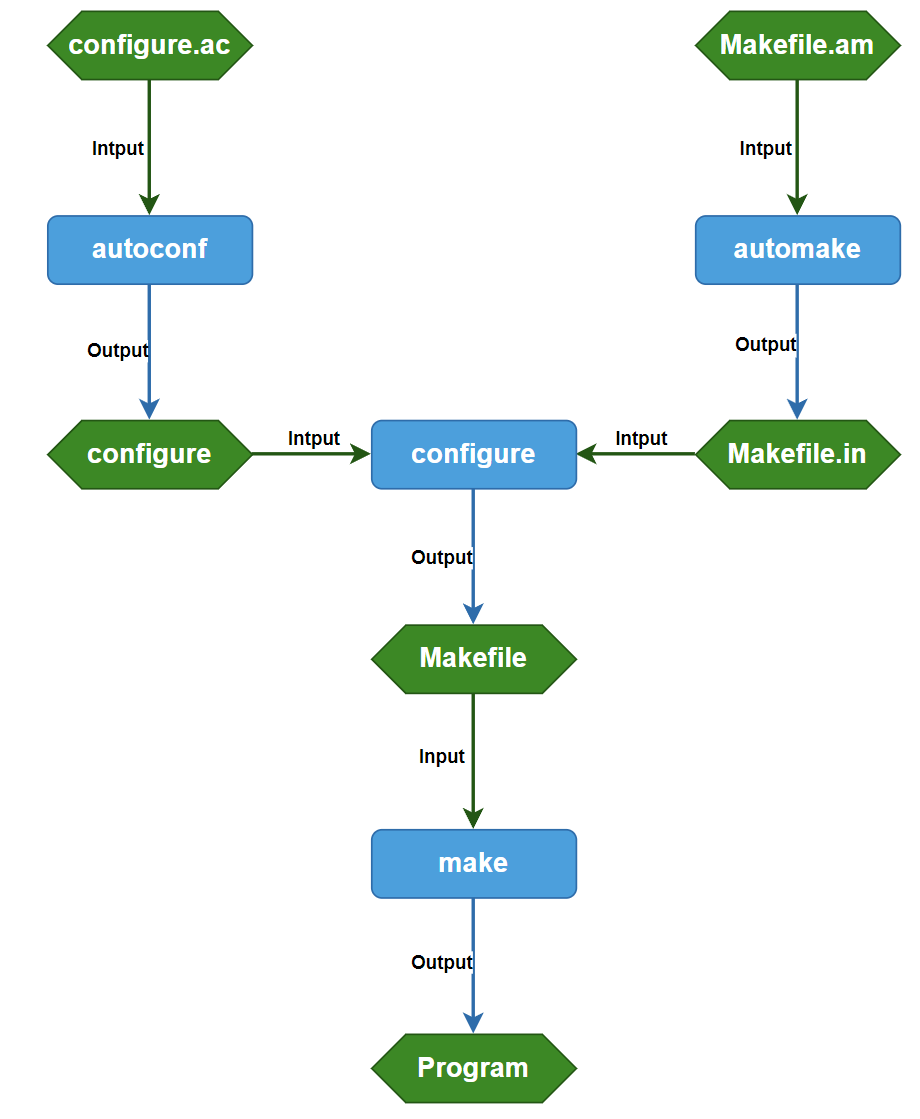 configure.ac
Makefile.am
Intput
Intput
autoconf
automake
Output
Output
configure
Intput
configure
Intput
Makefile.in
Output
Makefile
Input
make
Output
Program